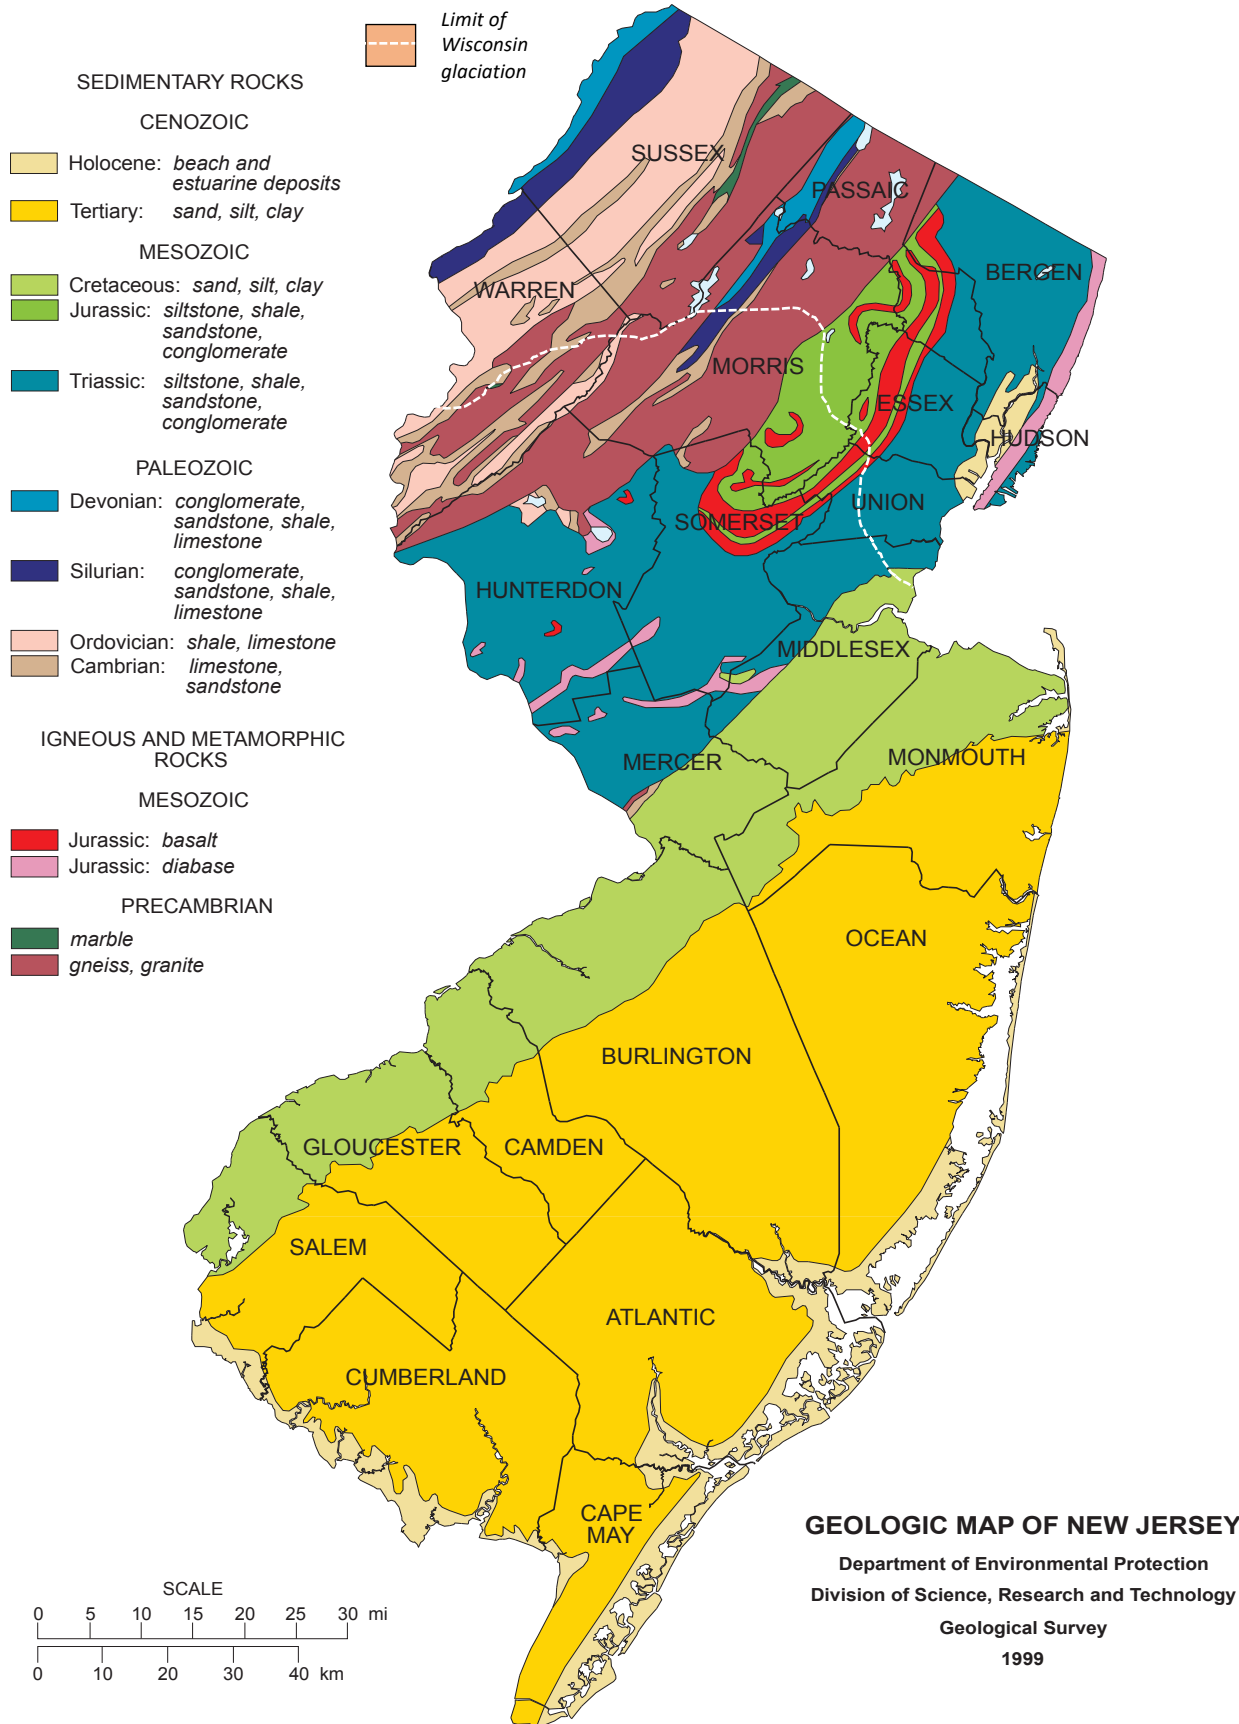 Limit of
Wisconsin
glaciation
SEDIMENTARY ROCKS
CENOZOIC
Holocene: beach and
estuarine deposits
Tertiary: sand, silt, clay
MESOZOIC
Cretaceous: sand, silt, clay
Jurassic: siltstone, shale,
sandstone,
conglomerate
Triassic: siltstone, shale,
sandstone,
conglomerate
PALEOZOIC
Devonian: conglomerate,
sandstone, shale,
limestone
Silurian: conglomerate,
sandstone, shale,
limestone
Ordovician: shale, limestone
Cambrian: limestone,
sandstone
IGNEOUS AND METAMORPHIC
ROCKS
MESOZOIC
Jurassic: basalt
Jurassic: diabase
PRECAMBRIAN
marble
gneiss, granite
SUSSEX
PASSAIC
BERGEN
WARREN
MORRIS
ESSEX
HUDSON
UNION
SOMERSET
HUNTERDON
MIDDLESEX
MERCER
MONMOUTH
OCEAN
BURLINGTON
GLOUCESTER
CAMDEN
SALEM
ATLANTIC
CUMBERLAND
CAPE
MAY
GEOLOGIC MAP OF NEW JERSEY
Department of Environmental Protection
Division of Science, Research and Technology
Geological Survey
1999
SCALE
0 5 10 15 20 25 30 mi
0 10 20 30 40 km